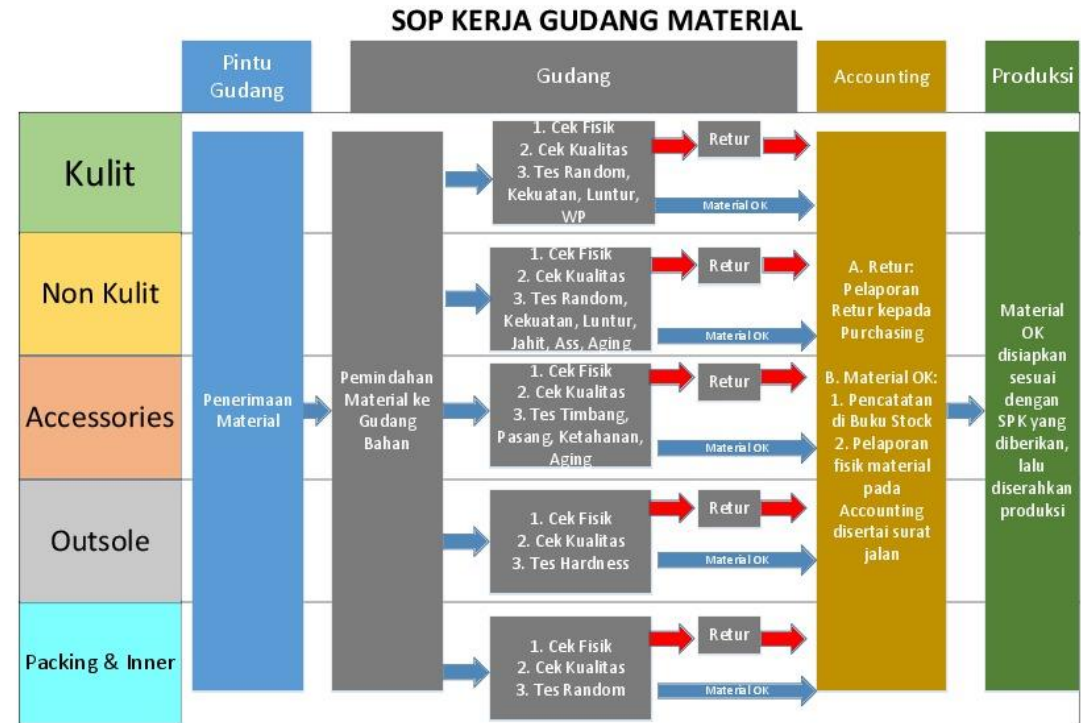 SOP KERJA GUDANG MATERIAL
Pintu
Gudang
Gudang
Accounting
Produksi
Kulit
Non Kulit
Accessories
Outsole
Packing & Inner
Penerimaan
Material
Pemindahan
Material ke
Gudang
Bahan
1. Cek Fisik
2. Cek Kualitas
3. Tes Random,
Kekuatan, Luntur,
WP
Retur
Material OK
1. Cek Fisik
2. Cek Kualitas
3. Tes Random,
Kekuatan, Luntur,
Jahit, Ass, Aging
Retur
Material OK
1. Cek Fisik
2. Cek Kualitas
3. Tes Timbang,
Pasang, Ketahanan,
Aging
Retur
Material OK
1. Cek Fisik
2. Cek Kualitas
3. Tes Hardness
Retur
Material OK
1. Cek Fisik
2. Cek Kualitas
3. Tes Random
Retur
Material OK
A. Retur:
Pelaporan
Retur kepada
Purchasing
B. Material OK:
1. Pencatatan
di Buku Stock
2. Pelaporan
fisik material
pada
Accounting
disertai surat
jalan
Material
OK
disiapkan
sesuai
dengan
SPK yang
diberikan,
lalu
diserahkan
produksi